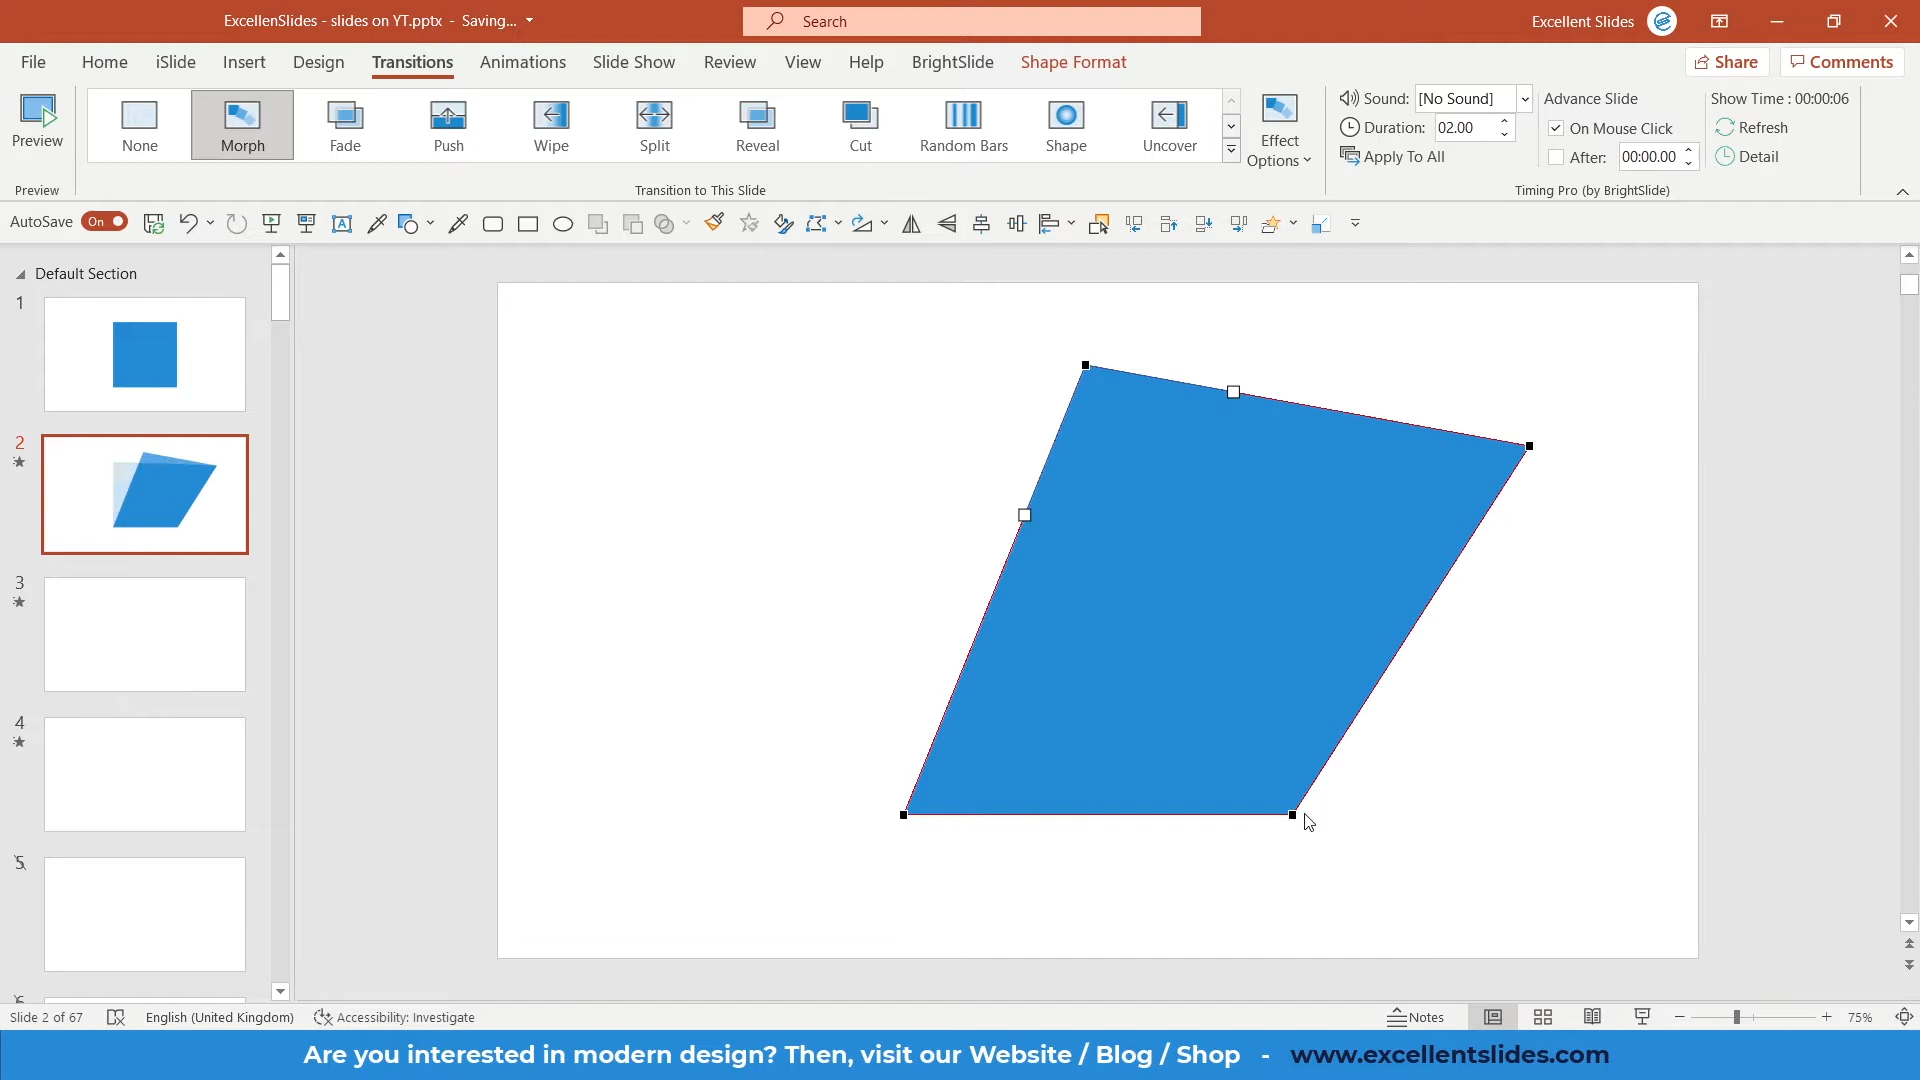 ExcellenSlides - slides on YT.pptx - Saving...
Search
Excellent Slides
File Home iSlide Insert Design Transitions Animations Slide Show Review View Help BrightSlide Shape Format
Share Comments
Preview
None Morph Fade Push Wipe Split Reveal Cut Random Bars Shape Uncover
Effect
Options
Sound: [No Sound]
Duration: 02.00
Apply To All
Advance Slide
On Mouse Click
After: 00:00.00
Show Time : 00:00:06
Refresh
Detail
Preview
Transition to This Slide
Timing Pro (by BrightSlide)
AutoSave On
A
Default Section
1
2
3
4
5
6
Slide 2 of 67
English (United Kingdom)
Accessibility: Investigate
Notes
75%
Are you interested in modern design? Then, visit our Website / Blog / Shop - www.excellentslides.com